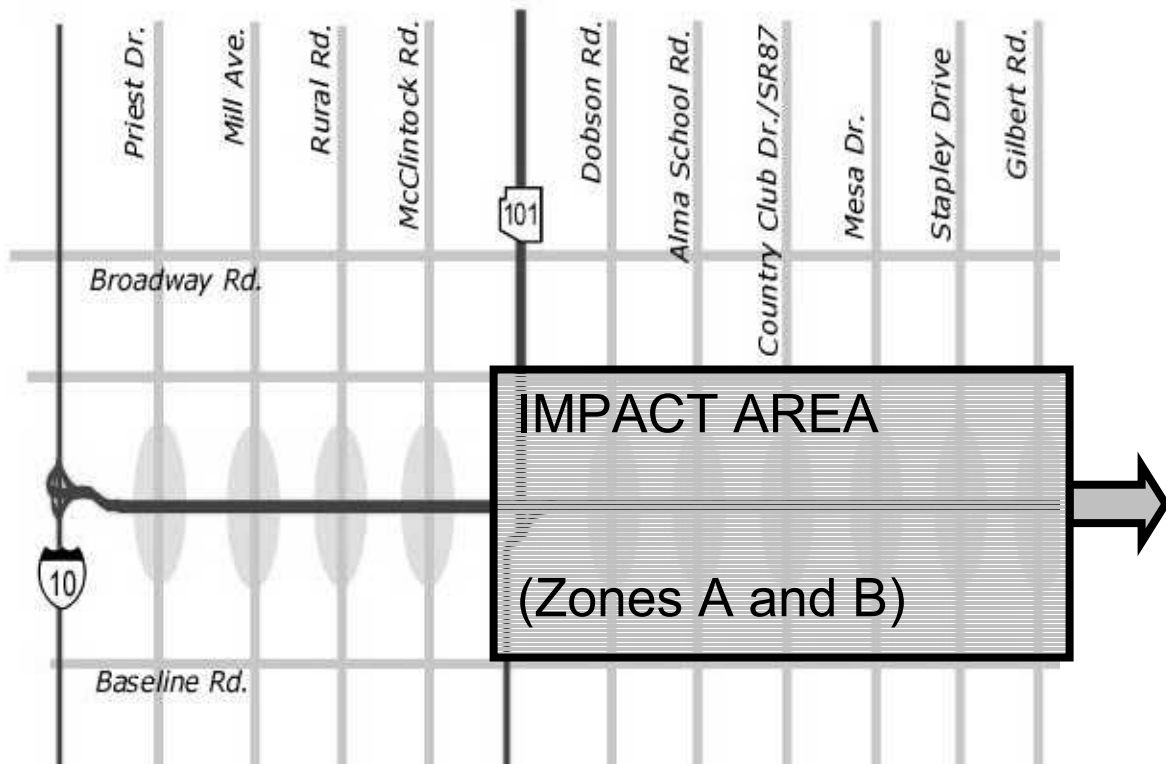 Priest Dr.
Mill Ave.
Rural Rd.
McClintock Rd.
101
Dobson Rd.
Alma School Rd.
Country Club Dr./SR87
Mesa Dr.
Stapley Drive
Gilbert Rd.
Broadway Rd.
IMPACT AREA
(Zones A and B)
10
Baseline Rd.